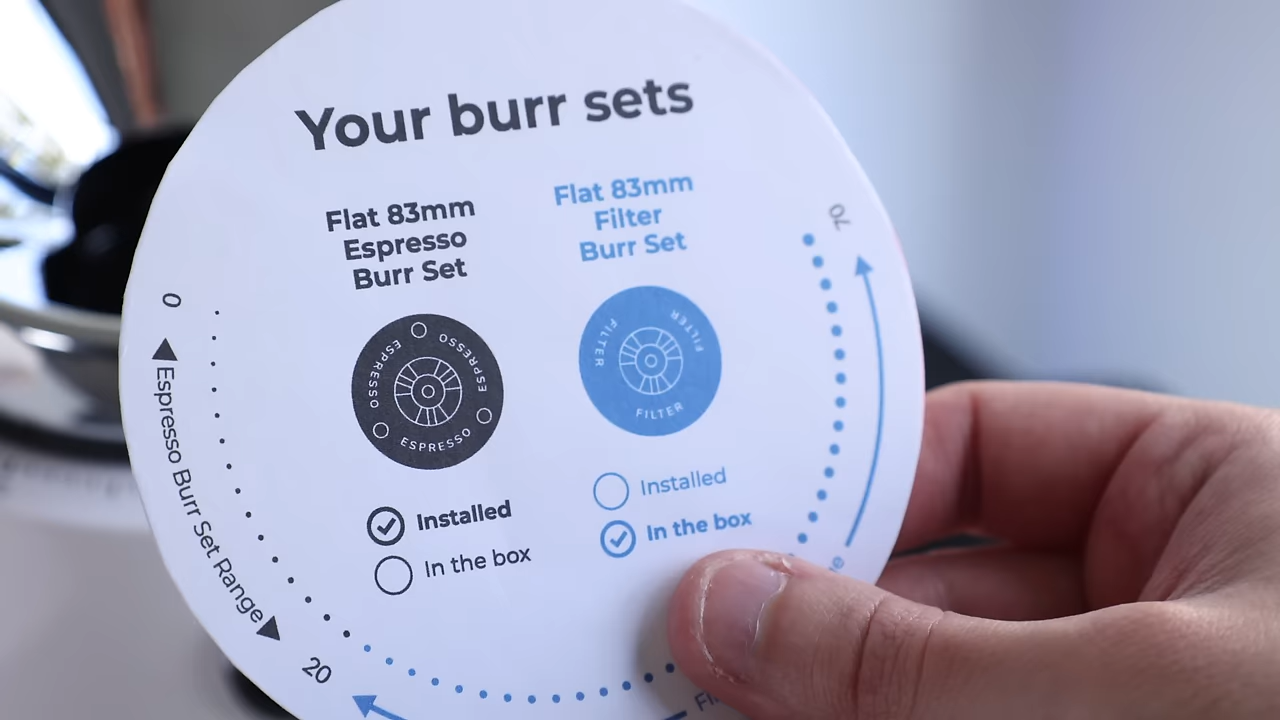 Your burr sets
Flat 83mm
Espresso
Burr Set
Flat 83mm
Filter
Burr Set
ESPRESSO
ESPRESSO
ESPRESSO
FILTER
FILTER
FILTER
Installed
In the box
Installed
In the box
0
Espresso Burr Set Range
20
70